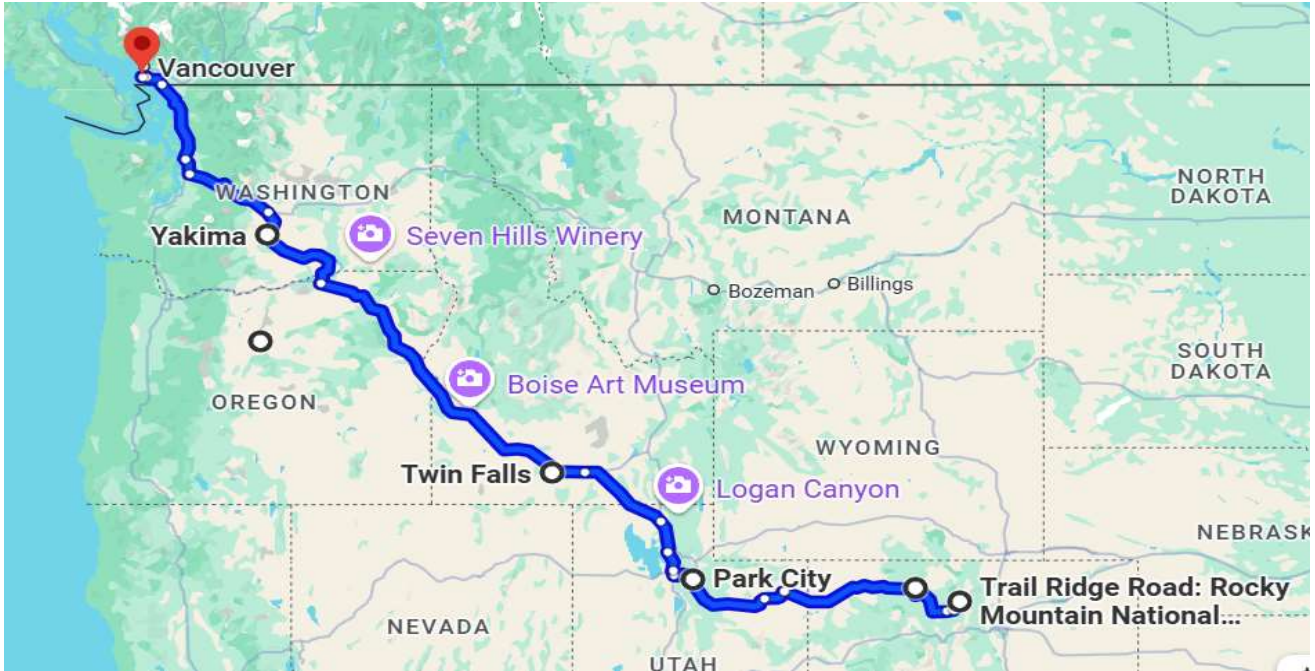 Vancouver
WASHINGTON
NORTH
DAKOTA
MONTANA
Yakima
Seven Hills Winery
Bozeman
Billings
SOUTH
DAKOTA
OREGON
Boise Art Museum
WYOMING
Twin Falls
Logan Canyon
NEBRASK
Park City
Trail Ridge Road: Rocky
Mountain National...
NEVADA
UTAH